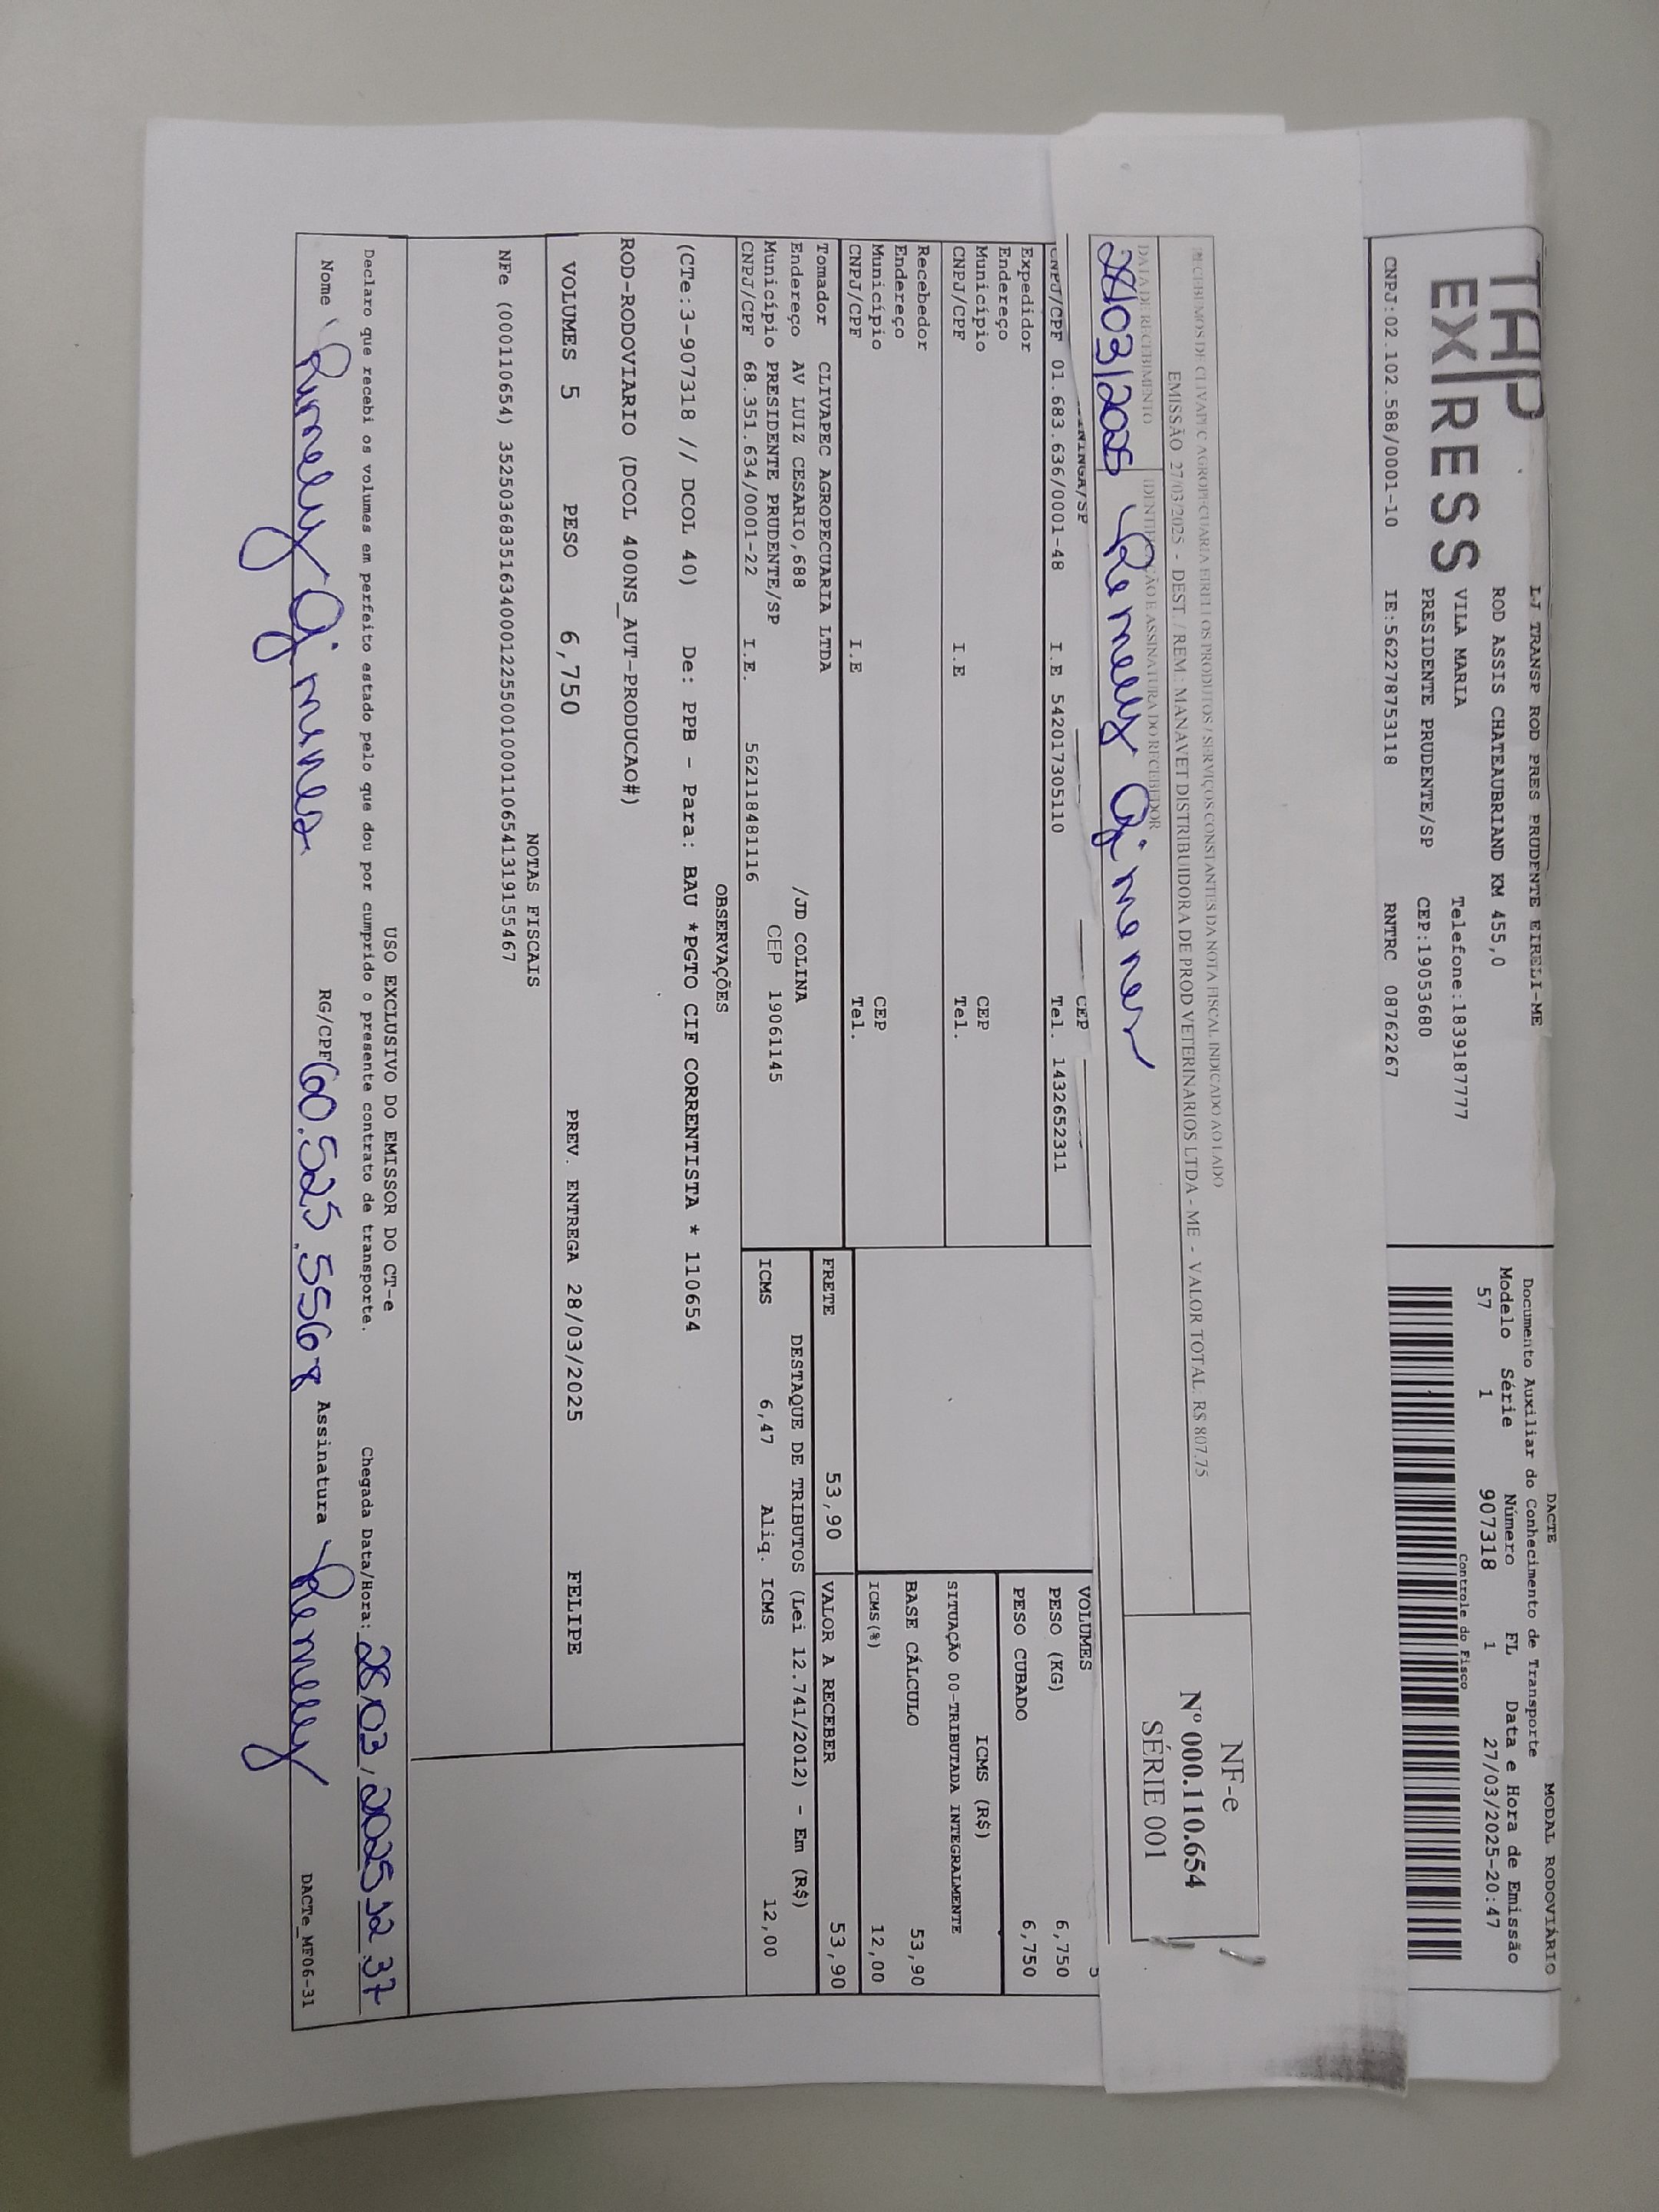 TAP EXPRESS
LJ TRANSP ROD PRES PRUDENTE EIRELI-ME
ROD ASSIS CHATEAUBRIAND KM 455,0
VILA MARIA Telefone:1839187777
PRESIDENTE PRUDENTE/SP CEP:19053680
CNPJ:02.102.588/0001-10 IE:562278753118 RNTRC 08762267
DACTE MODAL RODOVIÁRIO
Documento Auxiliar do Conhecimento de Transporte
Modelo Série Número FL Data e Hora de Emissão
57 1 907318 1 27/03/2025-20:47
Controle do Fisco
RECEBEMOS DE CLIVAPEC AGROPECUARIA EIRELI OS PRODUTOS / SERVIÇOS CONSTANTES DA NOTA FISCAL INDICADO AO LADO
EMISSÃO 27/03/2025 - DEST. / REM.: MANAVET DISTRIBUIDORA DE PROD VETERINARIOS LTDA - ME - VALOR TOTAL: R$ 807,75
DATA DE RECEBIMENTO IDENTIFICAÇÃO E ASSINATURA DO RECEBEDOR
28/03/2025
NF-e
Nº 000.110.654
SÉRIE 001
CEP
CNPJ/CPF 01.683.636/0001-48 I.E 542017305110 Tel. 1432652311
Expedidor
Endereço
Município CEP
CNPJ/CPF I.E Tel.
Recebedor
Endereço
Município CEP
CNPJ/CPF I.E Tel.
VOLUMES 5
PESO (KG) 6,750
PESO CUBADO 6,750
ICMS (R$)
SITUAÇÃO 00-TRIBUTADA INTEGRALMENTE
BASE CÁLCULO 53,90
ICMS(%) 12,00
Tomador CLIVAPEC AGROPECUARIA LTDA
Endereço AV LUIZ CESARIO,688 /JD COLINA
Município PRESIDENTE PRUDENTE/SP CEP 19061145
CNPJ/CPF 68.351.634/0001-22 I.E. 562118481116
FRETE 53,90 VALOR A RECEBER 53,90
DESTAQUE DE TRIBUTOS (Lei 12.741/2012) - Em (R$)
ICMS 6,47 Aliq. ICMS 12,00
OBSERVAÇÕES
(CTe:3-907318 // DCOL 40) De: PPB - Para: BAU *PGTO CIF CORRENTISTA * 110654
ROD-RODOVIARIO (DCOL 400NS_AUT-PRODUCAO#)
VOLUMES 5 PESO 6,750 PREV. ENTREGA 28/03/2025 FELIPE
NOTAS FISCAIS
NFe (000110654) 35250368351634000122550010001106541319155467
USO EXCLUSIVO DO EMISSOR DO CT-e
Declaro que recebi os volumes em perfeito estado pelo que dou por cumprido o presente contrato de transporte. Chegada Data/Hora: 28/03/2025 12:37
Nome RG/CPF 60.525.556 8 Assinatura
DACTe_MF06-31